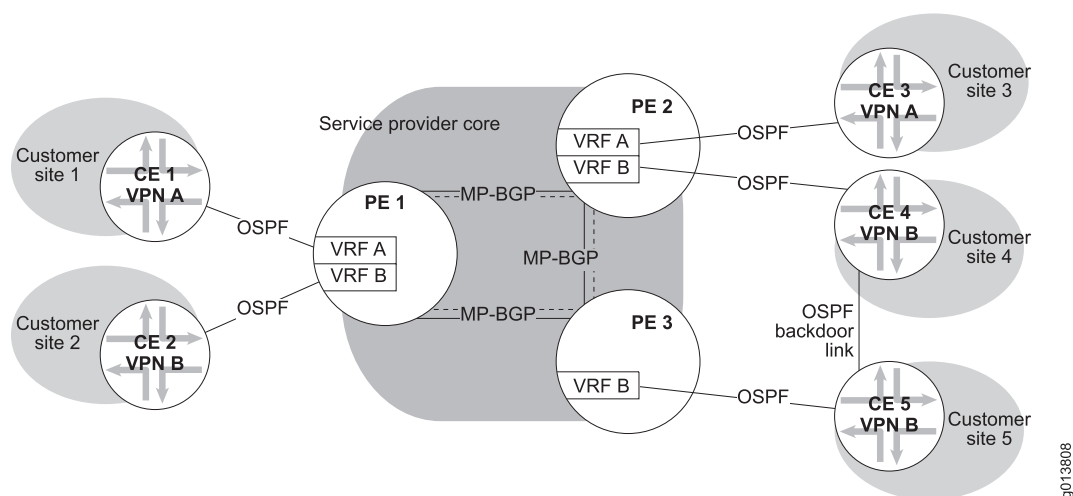 Service provider core
Customer
site 1
CE 1
VPN A
OSPF
Customer
site 2
CE 2
VPN B
OSPF
PE 1
VRF A
VRF B
MP-BGP
MP-BGP
MP-BGP
PE 2
VRF A
VRF B
PE 3
VRF B
OSPF
OSPF
OSPF
CE 3
VPN A
Customer
site 3
CE 4
VPN B
Customer
site 4
OSPF
backdoor
link
CE 5
VPN B
Customer
site 5
g013808